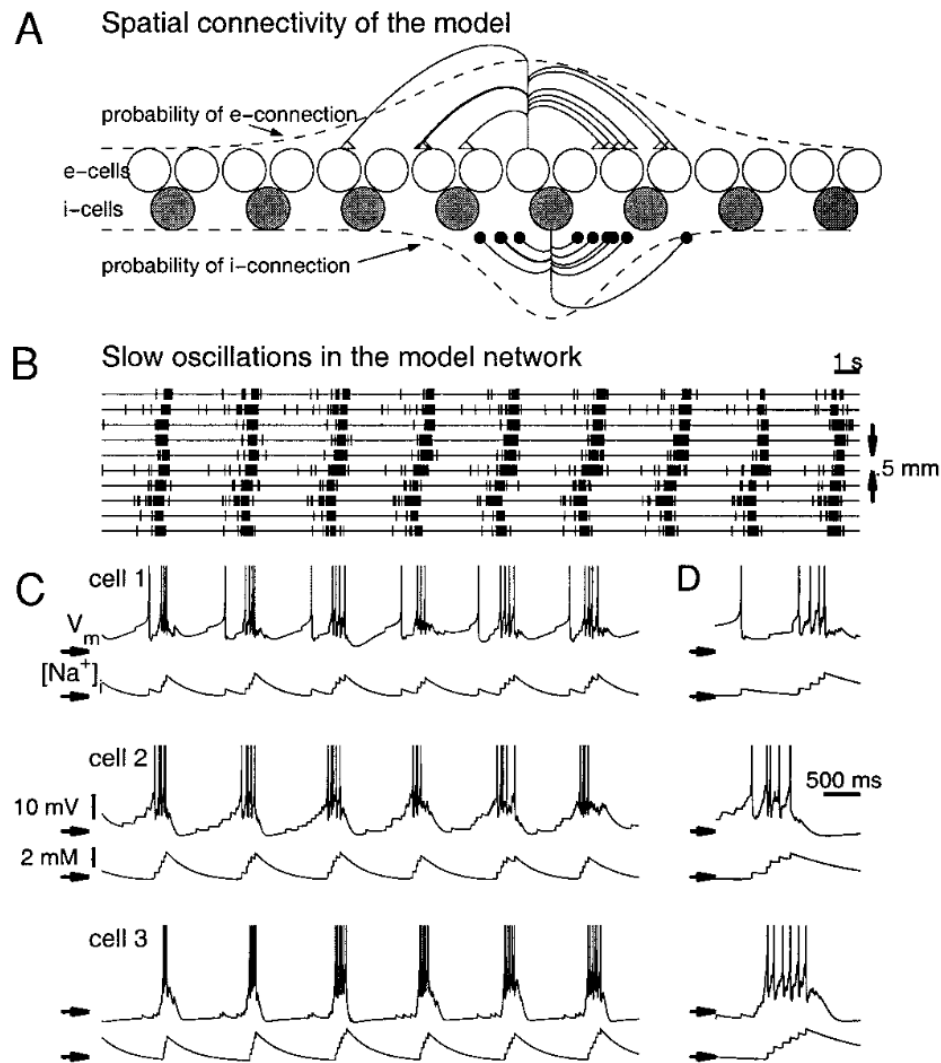 A Spatial connectivity of the model
probability of e-connection
e-cells
i-cells
probability of i-connection
B Slow oscillations in the model network
1 s
.5 mm
C cell 1
D
Vm
[Na+]i
cell 2
10 mV
500 ms
2 mM
cell 3